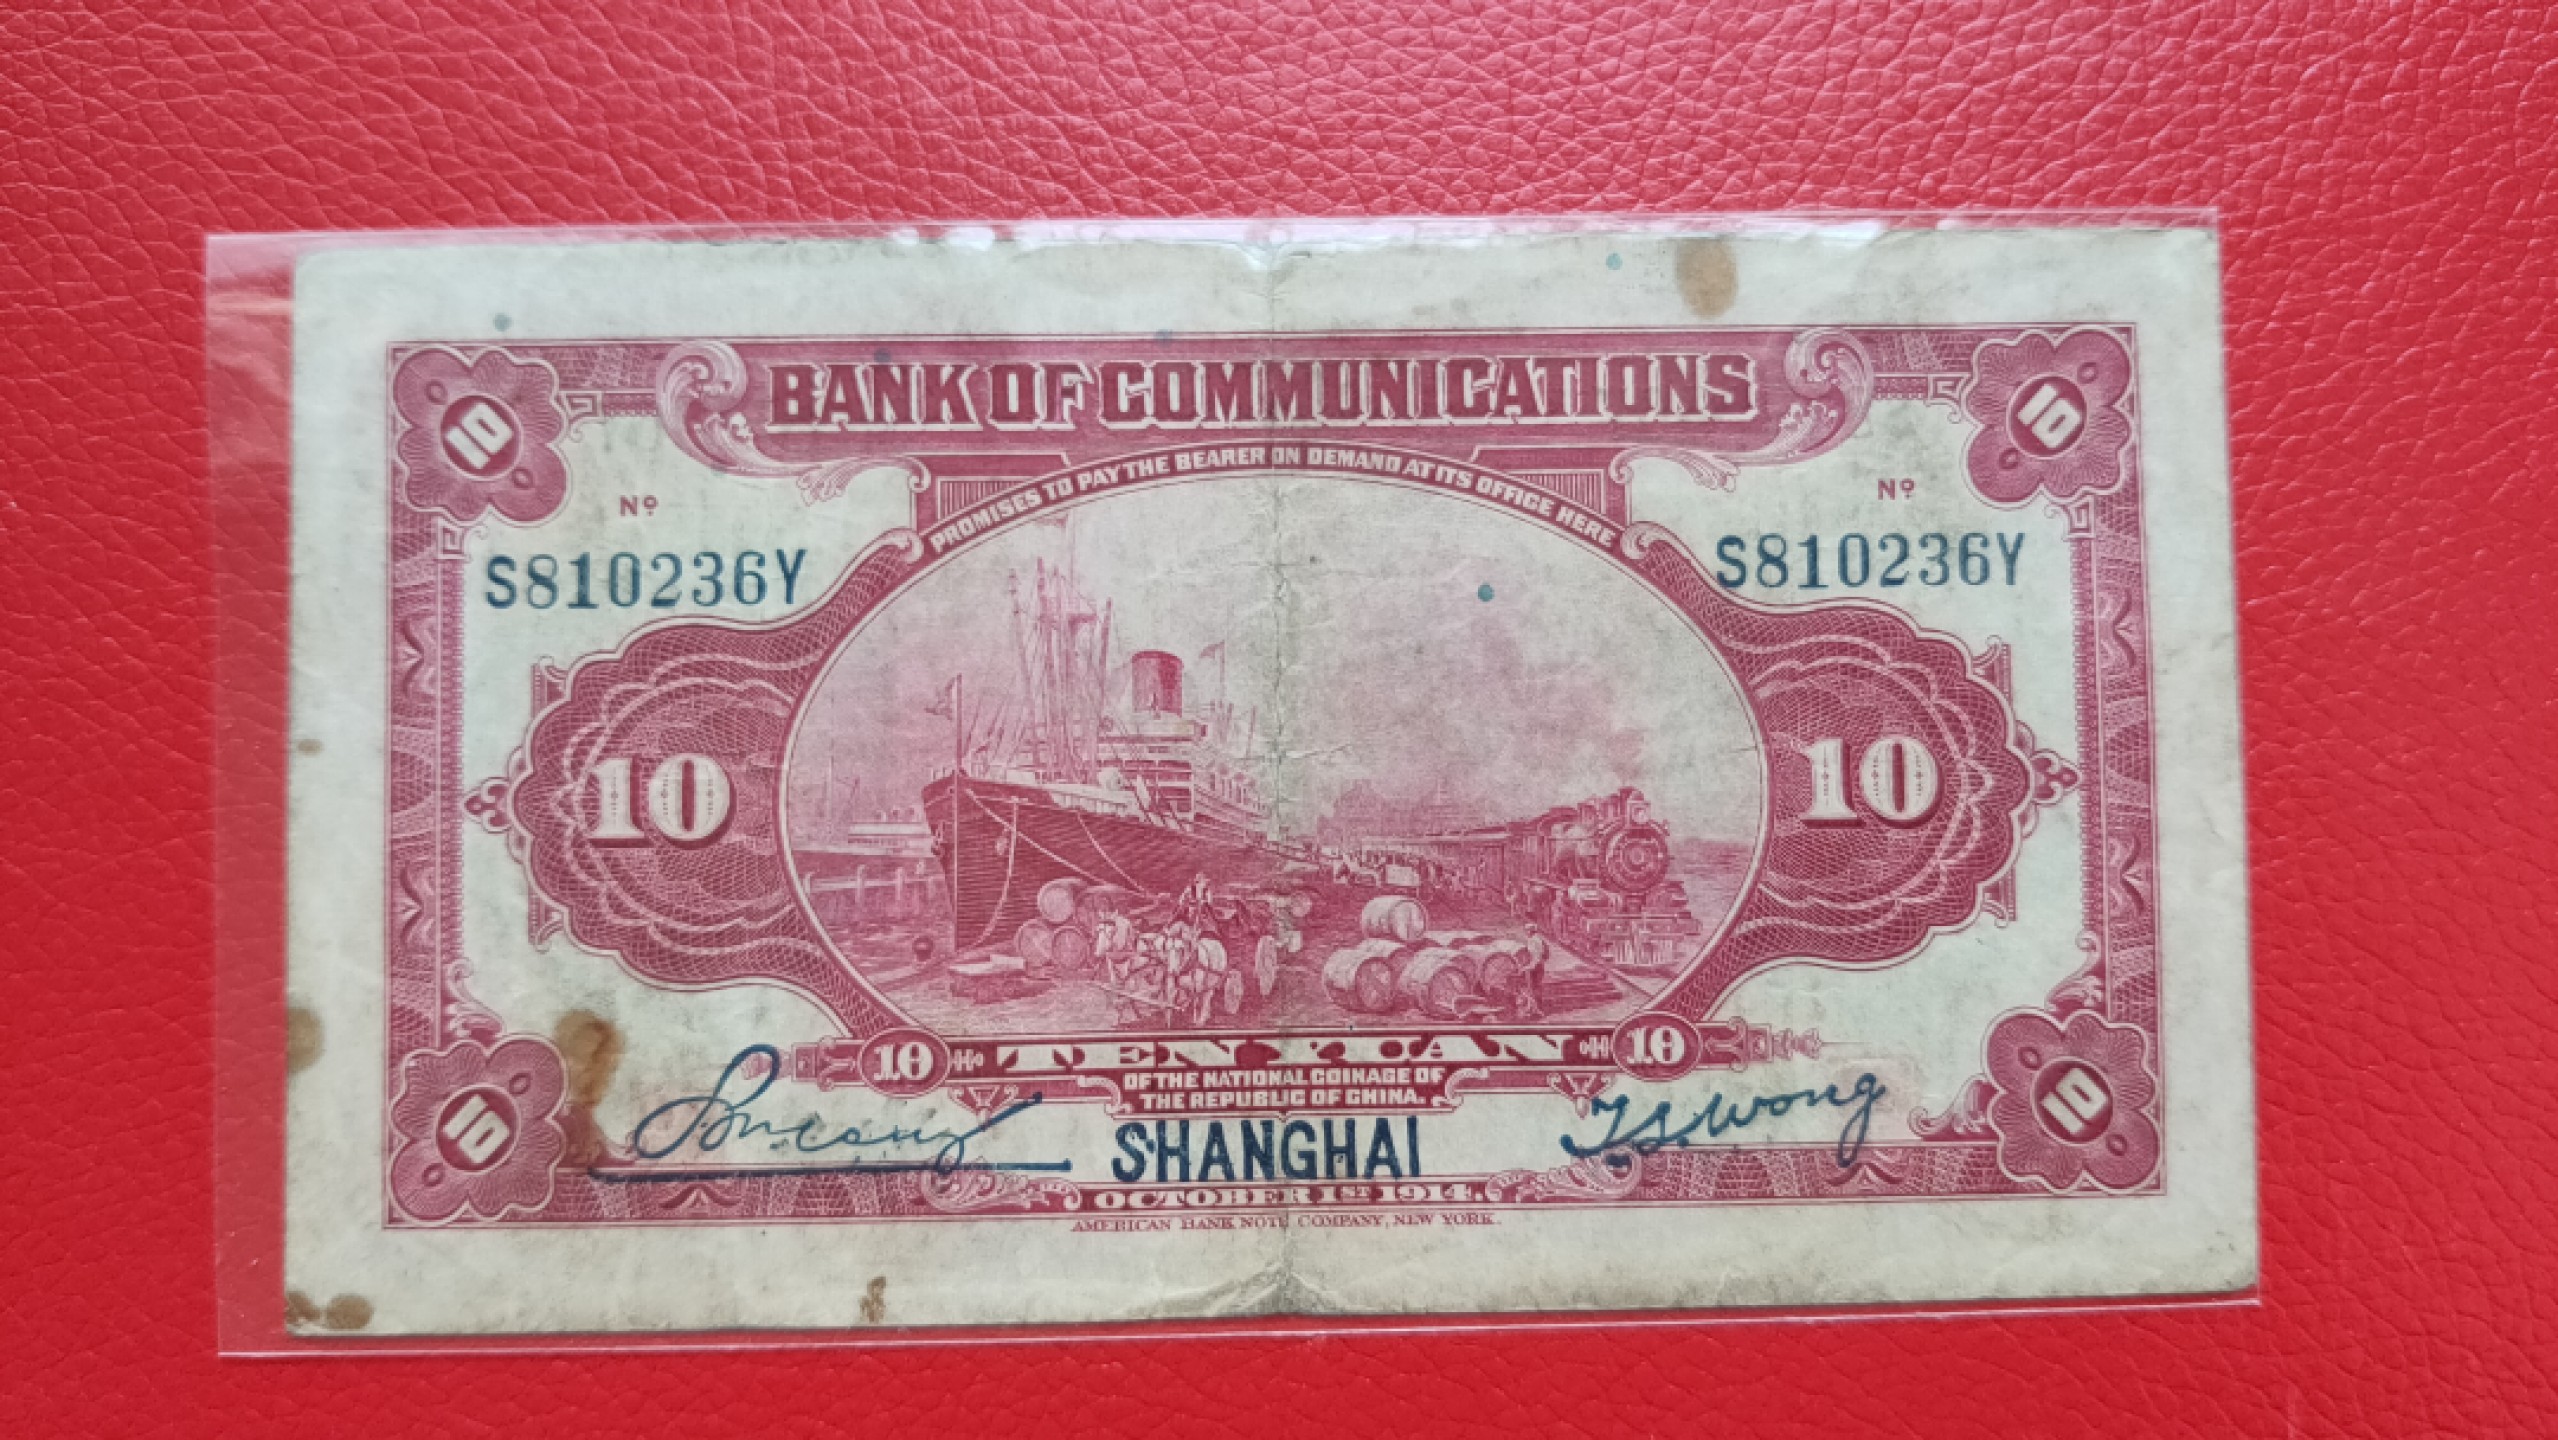 10 BANK OF COMMUNICATIONS 10
PROMISES TO PAY THE BEARER ON DEMAND AT ITS OFFICE HERE
Nº Nº
S810236Y S810236Y
10 10
10 TEN YUAN 10
OF THE NATIONAL COINAGE OF
THE REPUBLIC OF CHINA.
10 SHANGHAI T.S. Wong 10
OCTOBER 1ST 1914.
AMERICAN BANK NOTE COMPANY, NEW YORK.